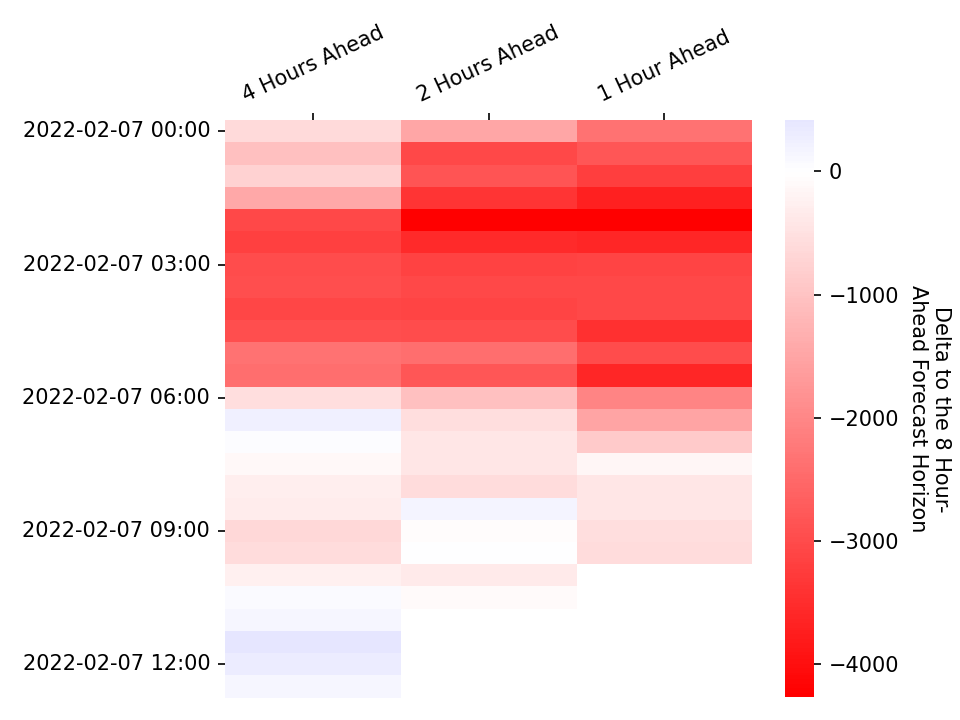 4 Hours Ahead
2 Hours Ahead
1 Hour Ahead
2022-02-07 00:00
2022-02-07 03:00
2022-02-07 06:00
2022-02-07 09:00
2022-02-07 12:00
0
−1000
−2000
−3000
−4000
Delta to the 8 Hour-
Ahead Forecast Horizon